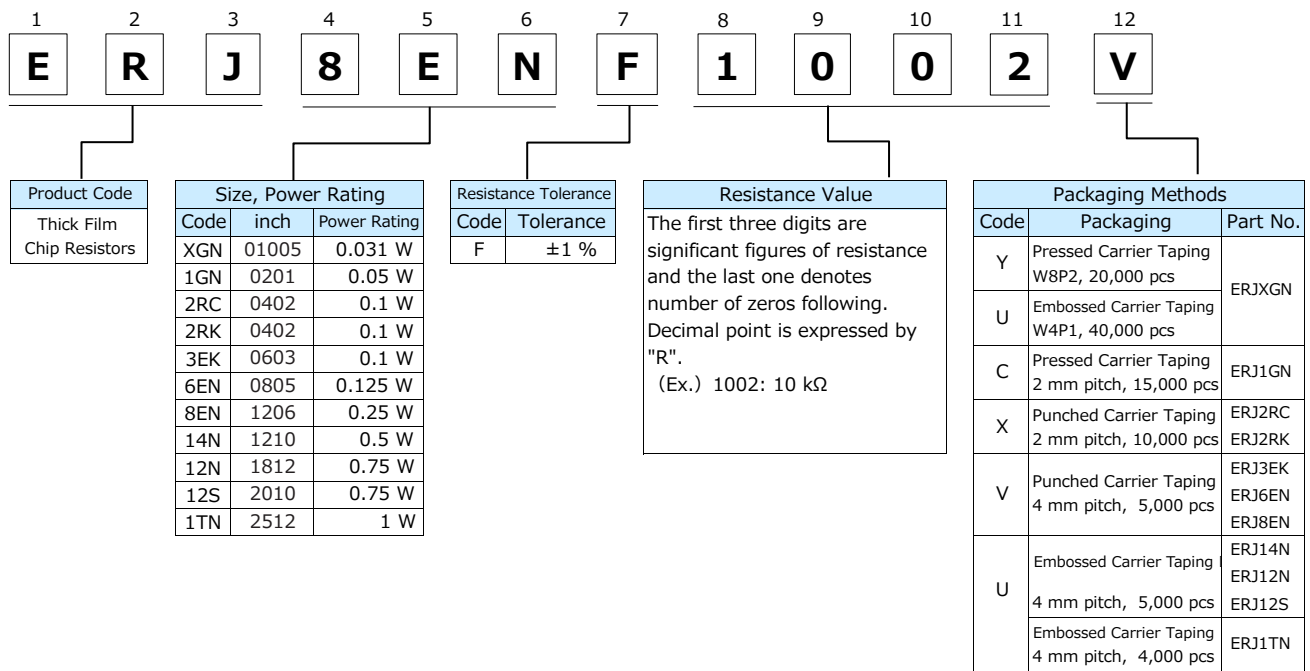 1 2 3 4 5 6 7 8 9 10 11 12
E R J 8 E N F 1 0 0 2 V
Product Code
Thick Film
Chip Resistors
Size, Power Rating
Code inch Power Rating
XGN 01005 0.031 W
1GN 0201 0.05 W
2RC 0402 0.1 W
2RK 0402 0.1 W
3EK 0603 0.1 W
6EN 0805 0.125 W
8EN 1206 0.25 W
14N 1210 0.5 W
12N 1812 0.75 W
12S 2010 0.75 W
1TN 2512 1 W
Resistance Tolerance
Code Tolerance
F ±1 %
Resistance Value
The first three digits are
significant figures of resistance
and the last one denotes
number of zeros following.
Decimal point is expressed by
"R".
（Ex.）1002: 10 kΩ
Packaging Methods
Code Packaging Part No.
Y Pressed Carrier Taping
W8P2, 20,000 pcs
ERJXGN
U Embossed Carrier Taping
W4P1, 40,000 pcs
C Pressed Carrier Taping
2 mm pitch, 15,000 pcs
ERJ1GN
X Punched Carrier Taping
2 mm pitch, 10,000 pcs
ERJ2RC
ERJ2RK
V Punched Carrier Taping
4 mm pitch, 5,000 pcs
ERJ3EK
ERJ6EN
ERJ8EN
U Embossed Carrier Taping
4 mm pitch, 5,000 pcs
ERJ14N
ERJ12N
ERJ12S
Embossed Carrier Taping
4 mm pitch, 4,000 pcs
ERJ1TN